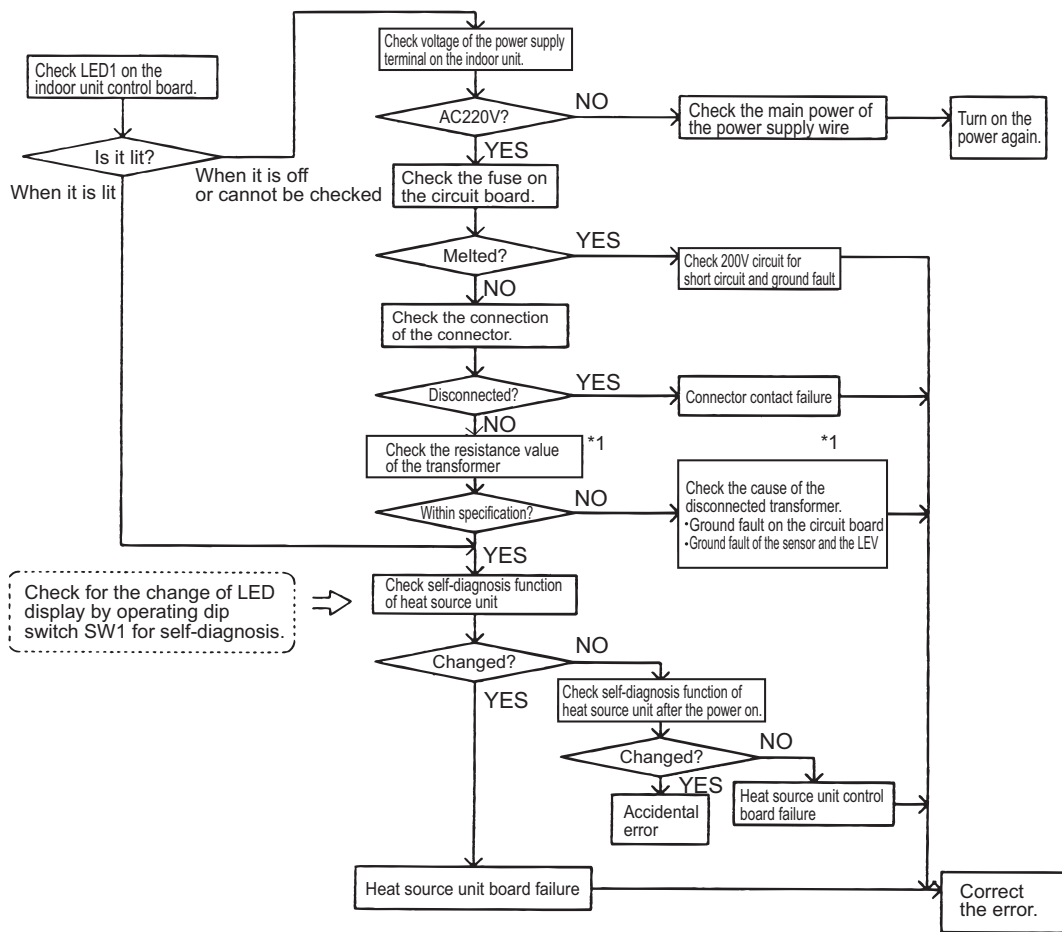 Check LED1 on the
indoor unit control board.
Is it lit?
When it is lit
When it is off
or cannot be checked
Check voltage of the power supply
terminal on the indoor unit.
AC220V?
NO
Check the main power of
the power supply wire
Turn on the
power again.
YES
Check the fuse on
the circuit board.
Melted?
YES
Check 200V circuit for
short circuit and ground fault
NO
Check the connection
of the connector.
Disconnected?
YES
Connector contact failure
NO
Check the resistance value
of the transformer
*1
*1
Within specification?
NO
Check the cause of the
disconnected transformer.
•Ground fault on the circuit board
•Ground fault of the sensor and the LEV
YES
Check for the change of LED
display by operating dip
switch SW1 for self-diagnosis.
Check self-diagnosis function
of heat source unit
Changed?
NO
YES
Check self-diagnosis function of
heat source unit after the power on.
Changed?
NO
YES
Accidental
error
Heat source unit control
board failure
Heat source unit board failure
Correct
the error.